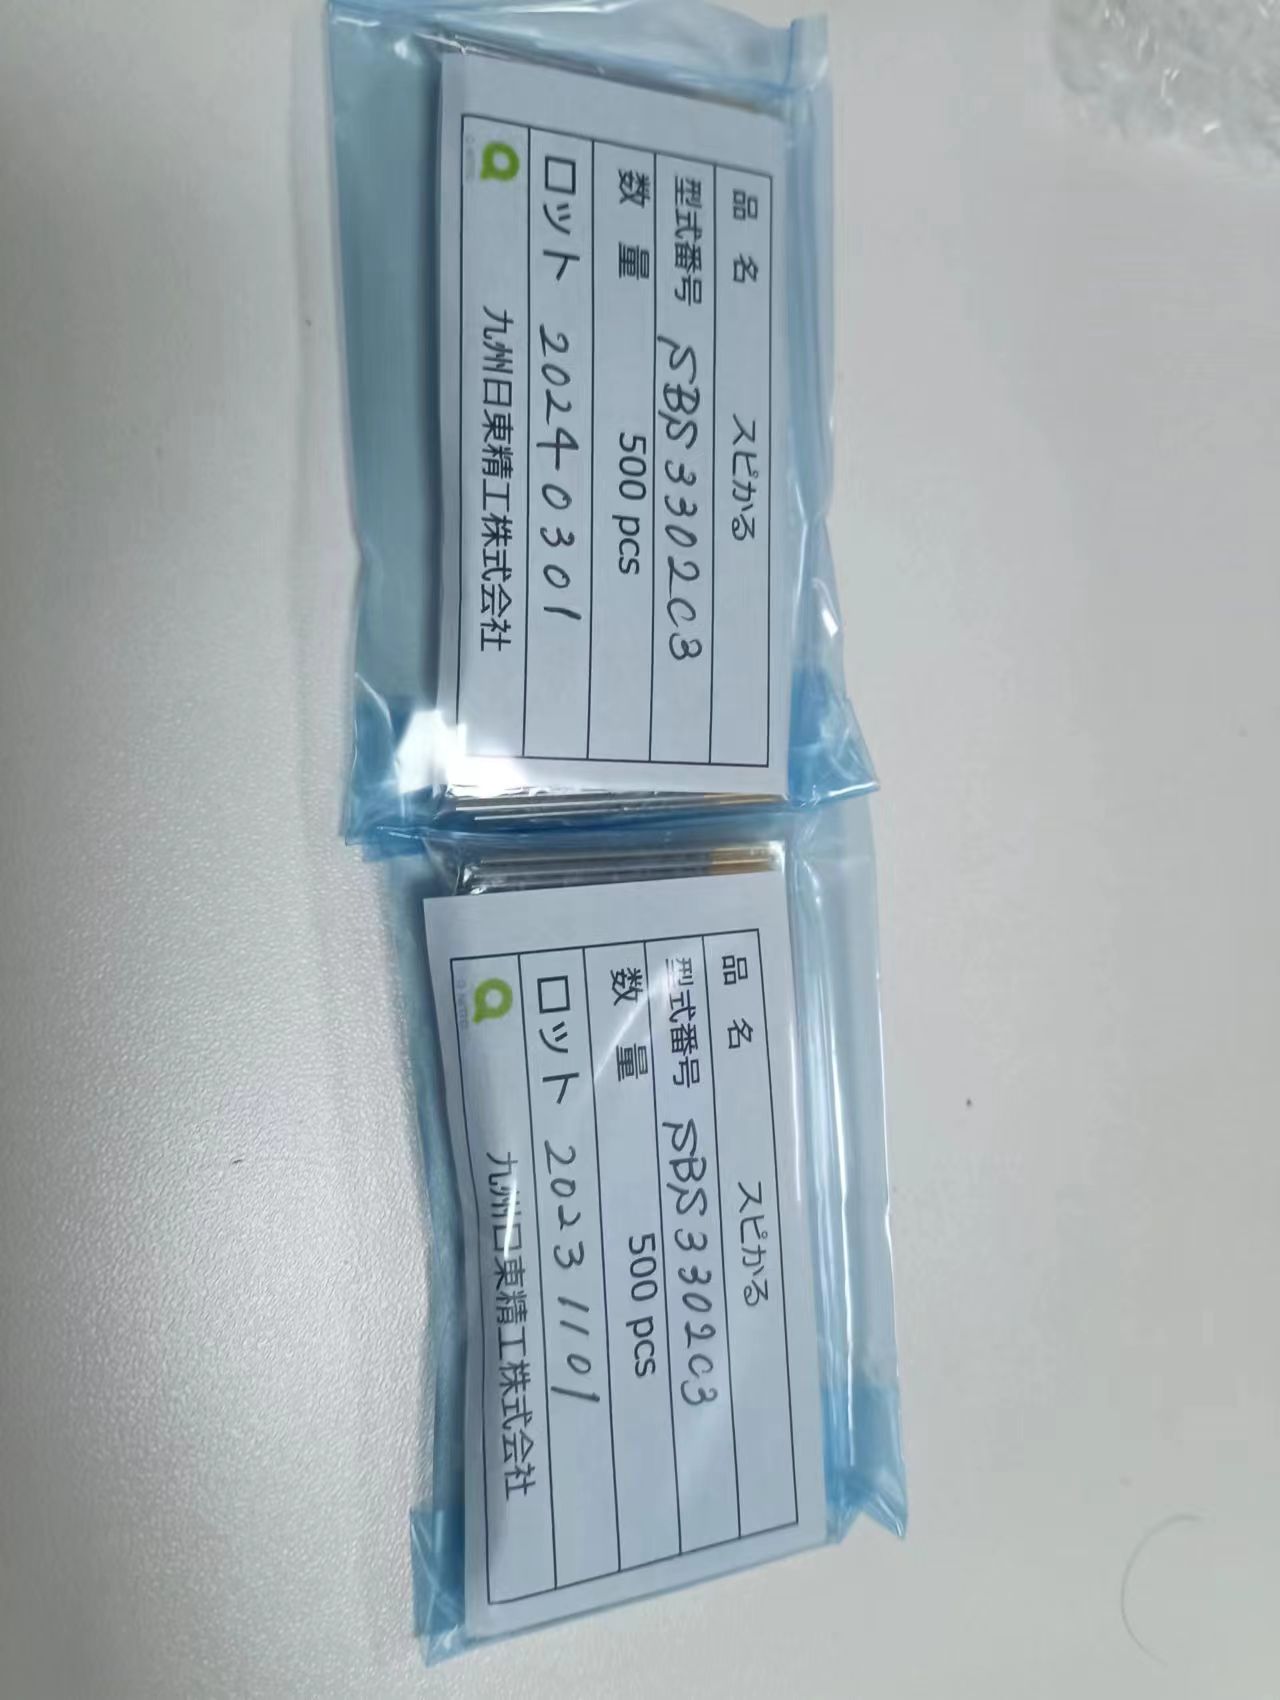 品 名 スピかる
型式番号 SBS3302C3
数 量 500 pcs
ロット 20240301
九州日東精工株式会社
品 名 スピかる
型式番号 SBS3302C3
数 量 500 pcs
ロット 20231101
九州日東精工株式会社